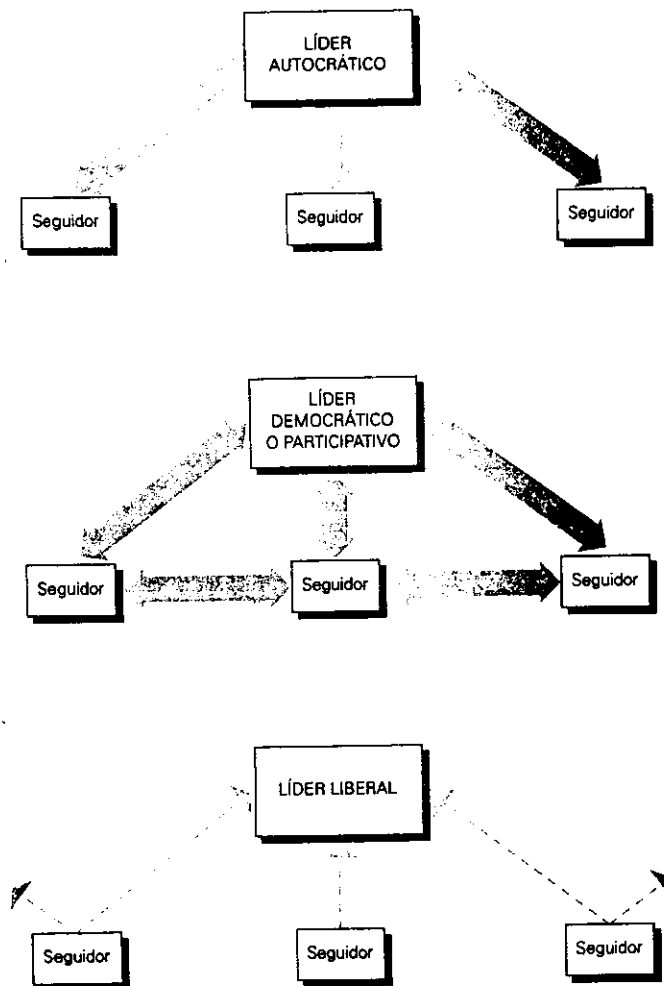 LÍDER
AUTOCRÁTICO
Seguidor
Seguidor
Seguidor
LÍDER
DEMOCRÁTICO
O PARTICIPATIVO
Seguidor
Seguidor
Seguidor
LÍDER LIBERAL
Seguidor
Seguidor
Seguidor